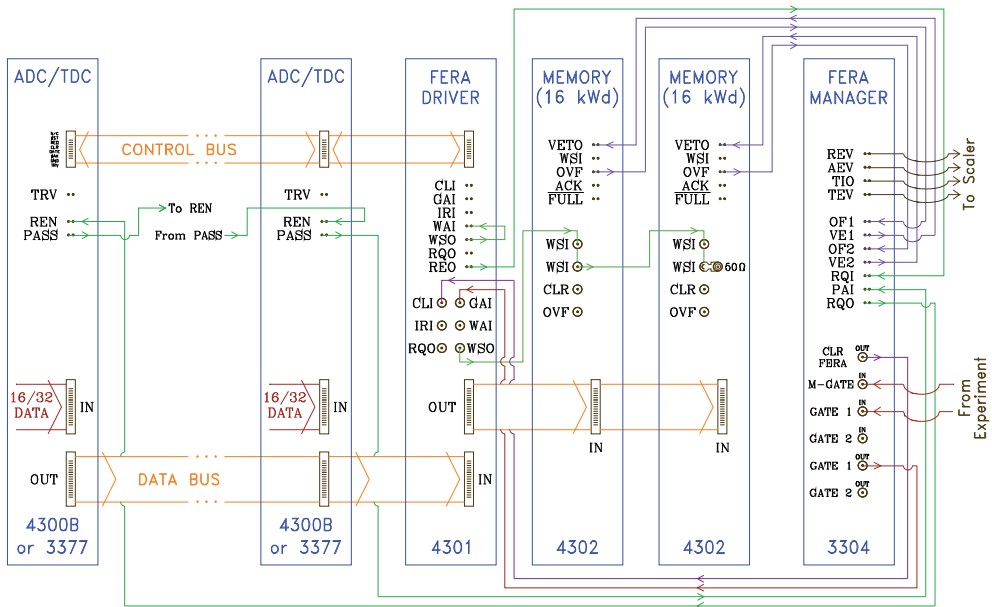 ADC/TDC
TRV
REN
PASS
16/32
DATA
IN
OUT
4300B
or 3377
CONTROL BUS
To REN
From PASS
DATA BUS
ADC/TDC
TRV
REN
PASS
16/32
DATA
IN
4300B
or 3377
FERA
DRIVER
CLI
GAI
IRI
WAI
WSO
RQO
REO
CLI
GAI
IRI
WAI
RQO
WSO
OUT
IN
4301
MEMORY
(16 kWd)
VETO
WSI
OVF
ACK
FULL
WSI
WSI
CLR
OVF
IN
4302
MEMORY
(16 kWd)
VETO
WSI
OVF
ACK
FULL
WSI
WSI
60Ω
CLR
OVF
IN
4302
FERA
MANAGER
REV
AEV
TIO
TEV
OF1
VE1
OF2
VE2
RQI
PAI
RQO
CLR
FERA
OUT
M-GATE
IN
GATE 1
IN
GATE 2
IN
GATE 1
OUT
GATE 2
OUT
3304
To Scaler
From
Experiment